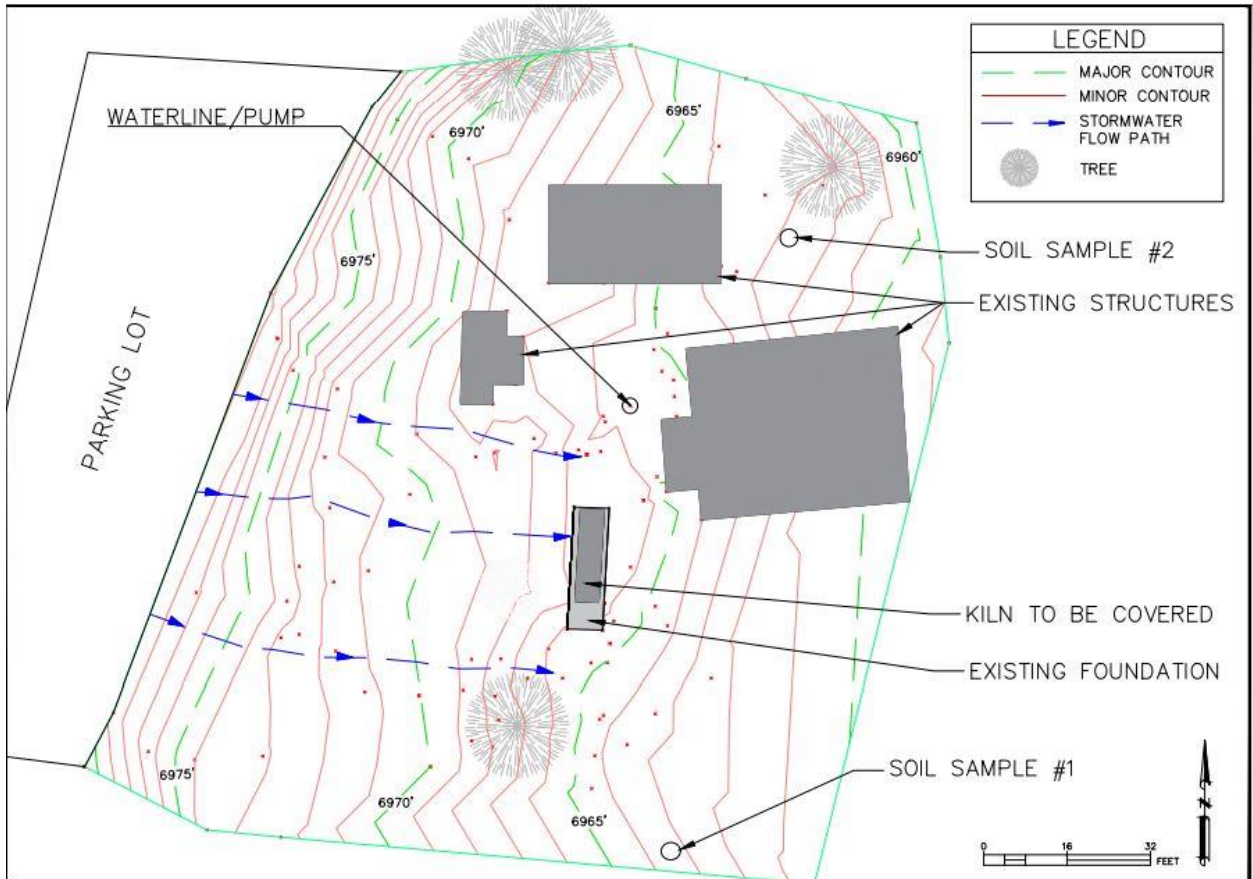 LEGEND
MAJOR CONTOUR
MINOR CONTOUR
STORMWATER
FLOW PATH
TREE
WATERLINE/PUMP
6970'
6965'
6960'
6975'
SOIL SAMPLE #2
EXISTING STRUCTURES
PARKING LOT
KILN TO BE COVERED
EXISTING FOUNDATION
SOIL SAMPLE #1
6975'
6970'
6965'
N
0 16 32
FEET